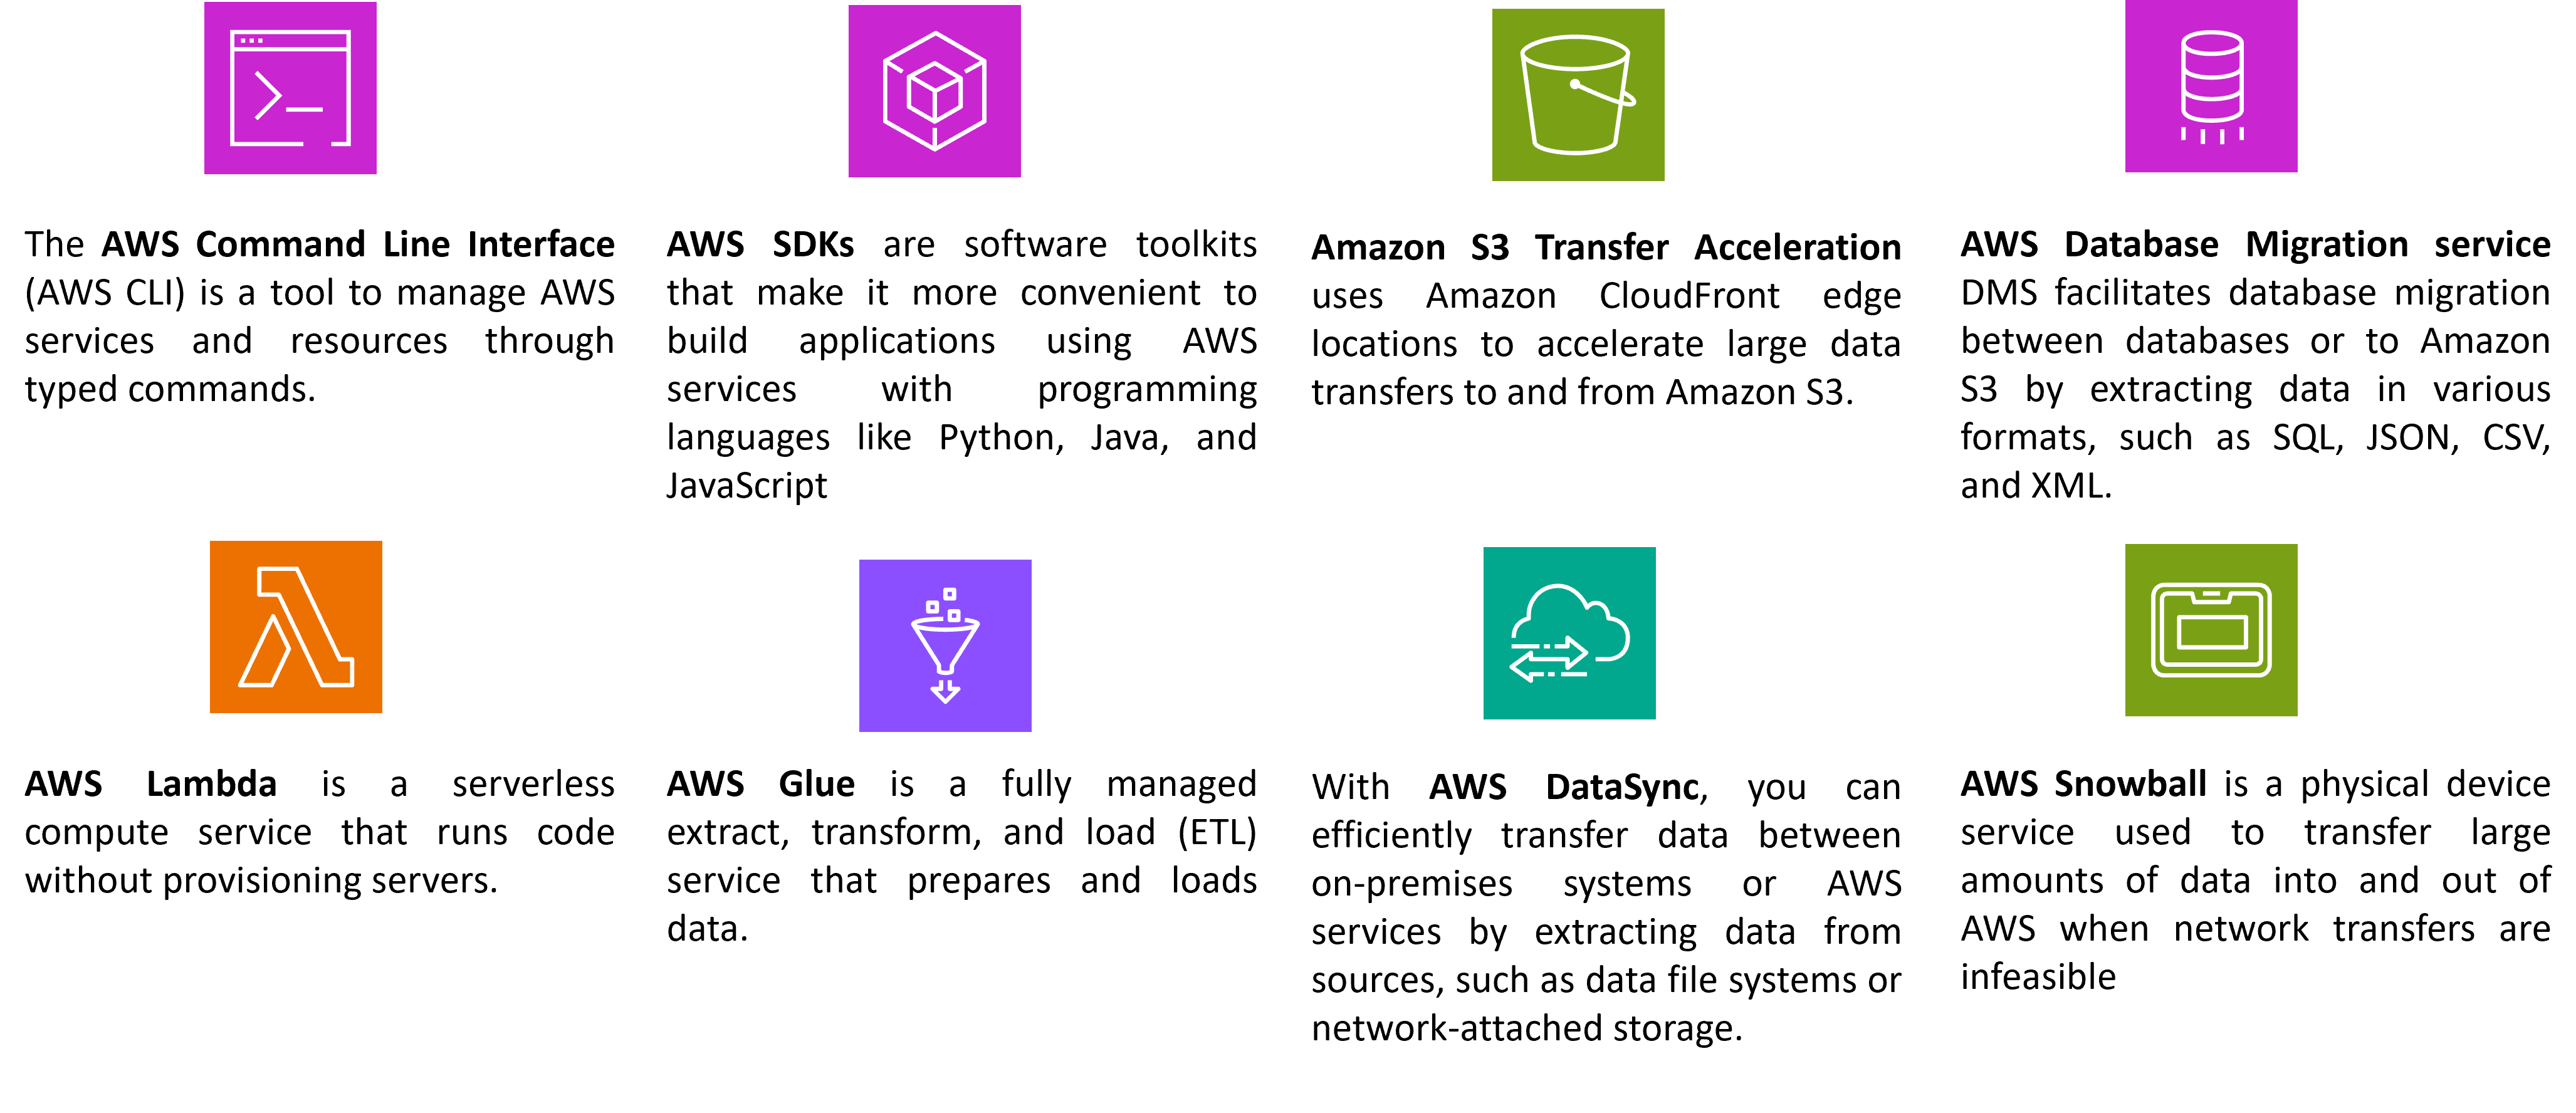 The AWS Command Line Interface
(AWS CLI) is a tool to manage AWS
services and resources through
typed commands.
AWS SDKs are software toolkits
that make it more convenient to
build applications using AWS
services with programming
languages like Python, Java, and
JavaScript
Amazon S3 Transfer Acceleration
uses Amazon CloudFront edge
locations to accelerate large data
transfers to and from Amazon S3.
AWS Database Migration service
DMS facilitates database migration
between databases or to Amazon
S3 by extracting data in various
formats, such as SQL, JSON, CSV,
and XML.
AWS Lambda is a serverless
compute service that runs code
without provisioning servers.
AWS Glue is a fully managed
extract, transform, and load (ETL)
service that prepares and loads
data.
With AWS DataSync, you can
efficiently transfer data between
on-premises systems or AWS
services by extracting data from
sources, such as data file systems or
network-attached storage.
AWS Snowball is a physical device
service used to transfer large
amounts of data into and out of
AWS when network transfers are
infeasible